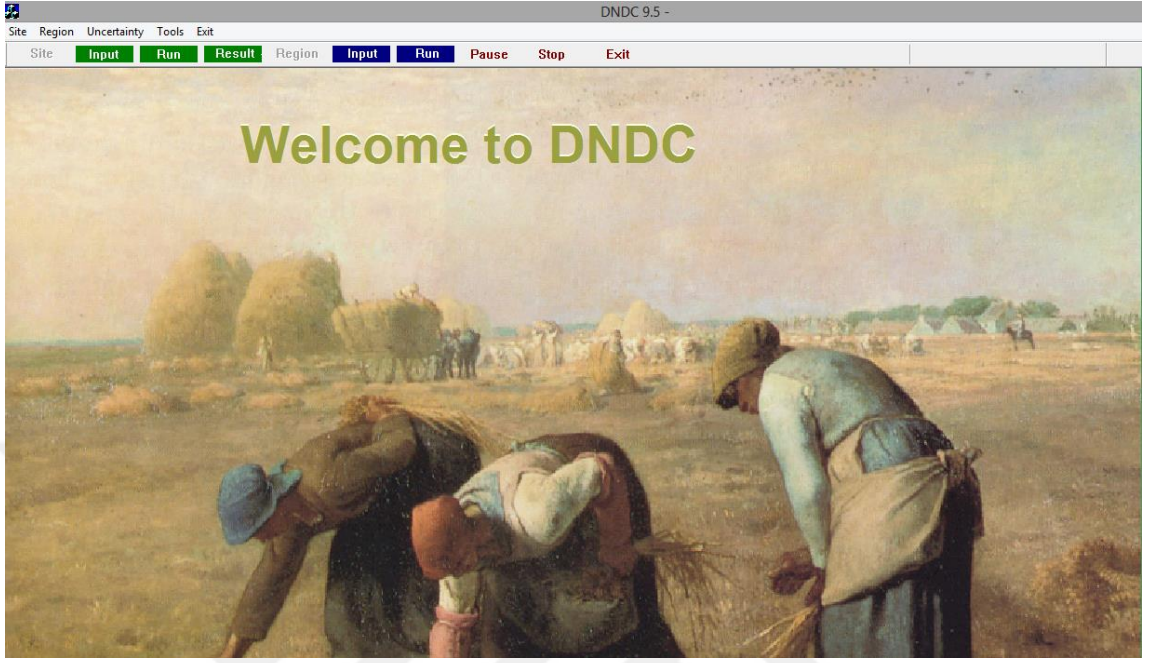 DNDC 9.5 -
Site Region Uncertainty Tools Exit
Site Input Run Result Region Input Run Pause Stop Exit
Welcome to DNDC